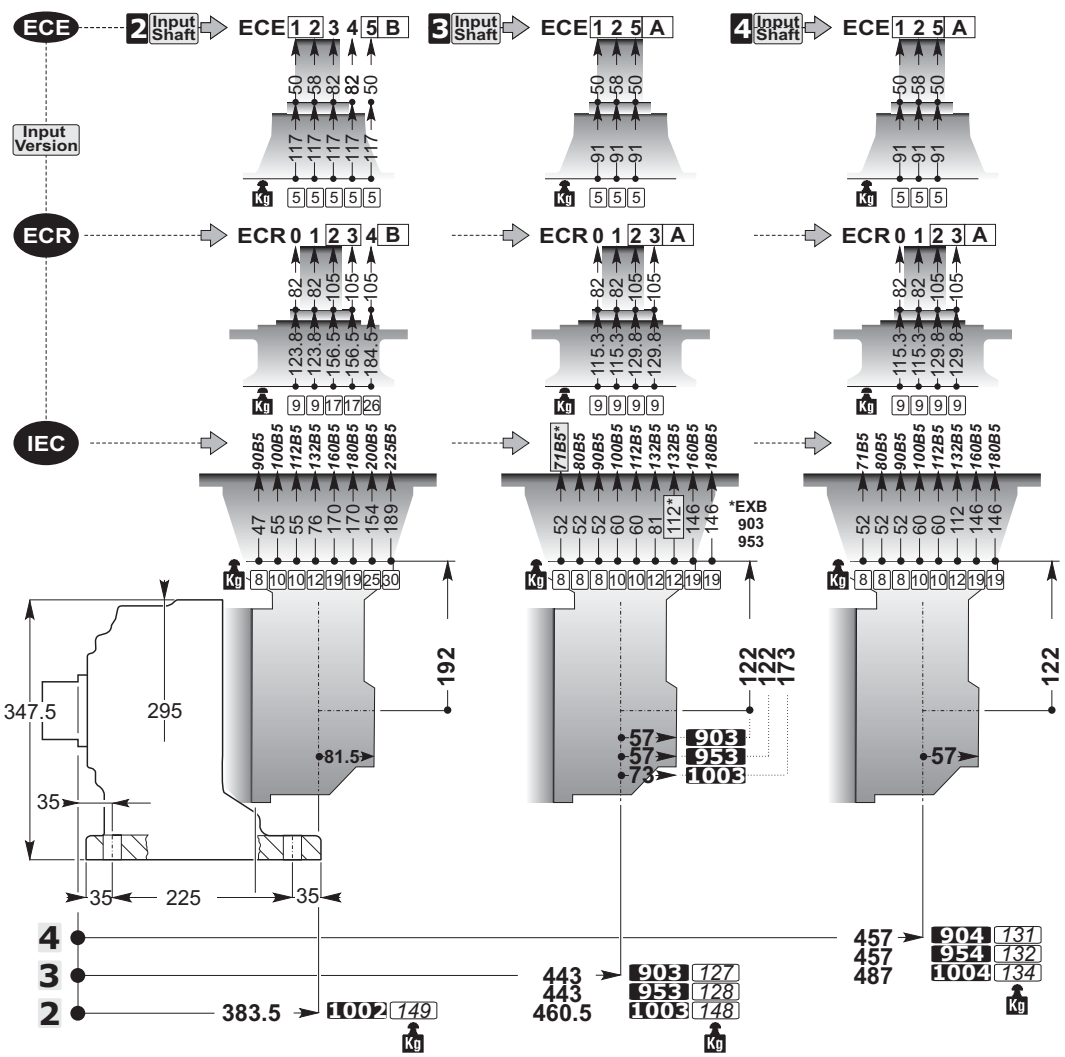 ECE 2 Input Shaft ECE 1 2 3 4 5 B 3 Input Shaft ECE 1 2 5 A 4 Input Shaft ECE 1 2 5 A
50 58 82 82 50 50 58 50 50 58 50
Input Version
117 117 117 117 117 91 91 91 91 91 91
Kg 5 5 5 5 5 Kg 5 5 5 Kg 5 5 5
ECR ECR 0 1 2 3 4 B ECR 0 1 2 3 A ECR 0 1 2 3 A
82 82 105 105 105 82 82 105 105 82 82 105 105
123.8 123.8 156.5 156.5 184.5 115.3 115.3 129.8 129.8 115.3 115.3 129.8 129.8
Kg 9 9 17 17 26 Kg 9 9 9 9 Kg 9 9 9 9
IEC 90B5 100B5 112B5 132B5 160B5 180B5 200B5 225B5 71B5* 80B5 90B5 100B5 112B5 132B5 132B5 160B5 180B5 71B5 80B5 90B5 100B5 112B5 132B5 160B5 180B5
47 55 55 76 170 170 154 189 52 52 52 60 60 81 112* 146 146 52 52 52 60 60 112 146 146
*EXB
903
953
Kg 8 10 10 12 19 19 25 30 Kg 8 8 8 10 10 12 12 19 19 Kg 8 8 8 10 10 12 19 19
192 122 122 173 122
347.5 295
57 903
81.5 57 953 57
73 1003
35
35 225 35
4 457 904 131
457 954 132
3 443 903 127 487 1004 134
443 953 128 Kg
2 383.5 1002 149 460.5 1003 148
Kg Kg